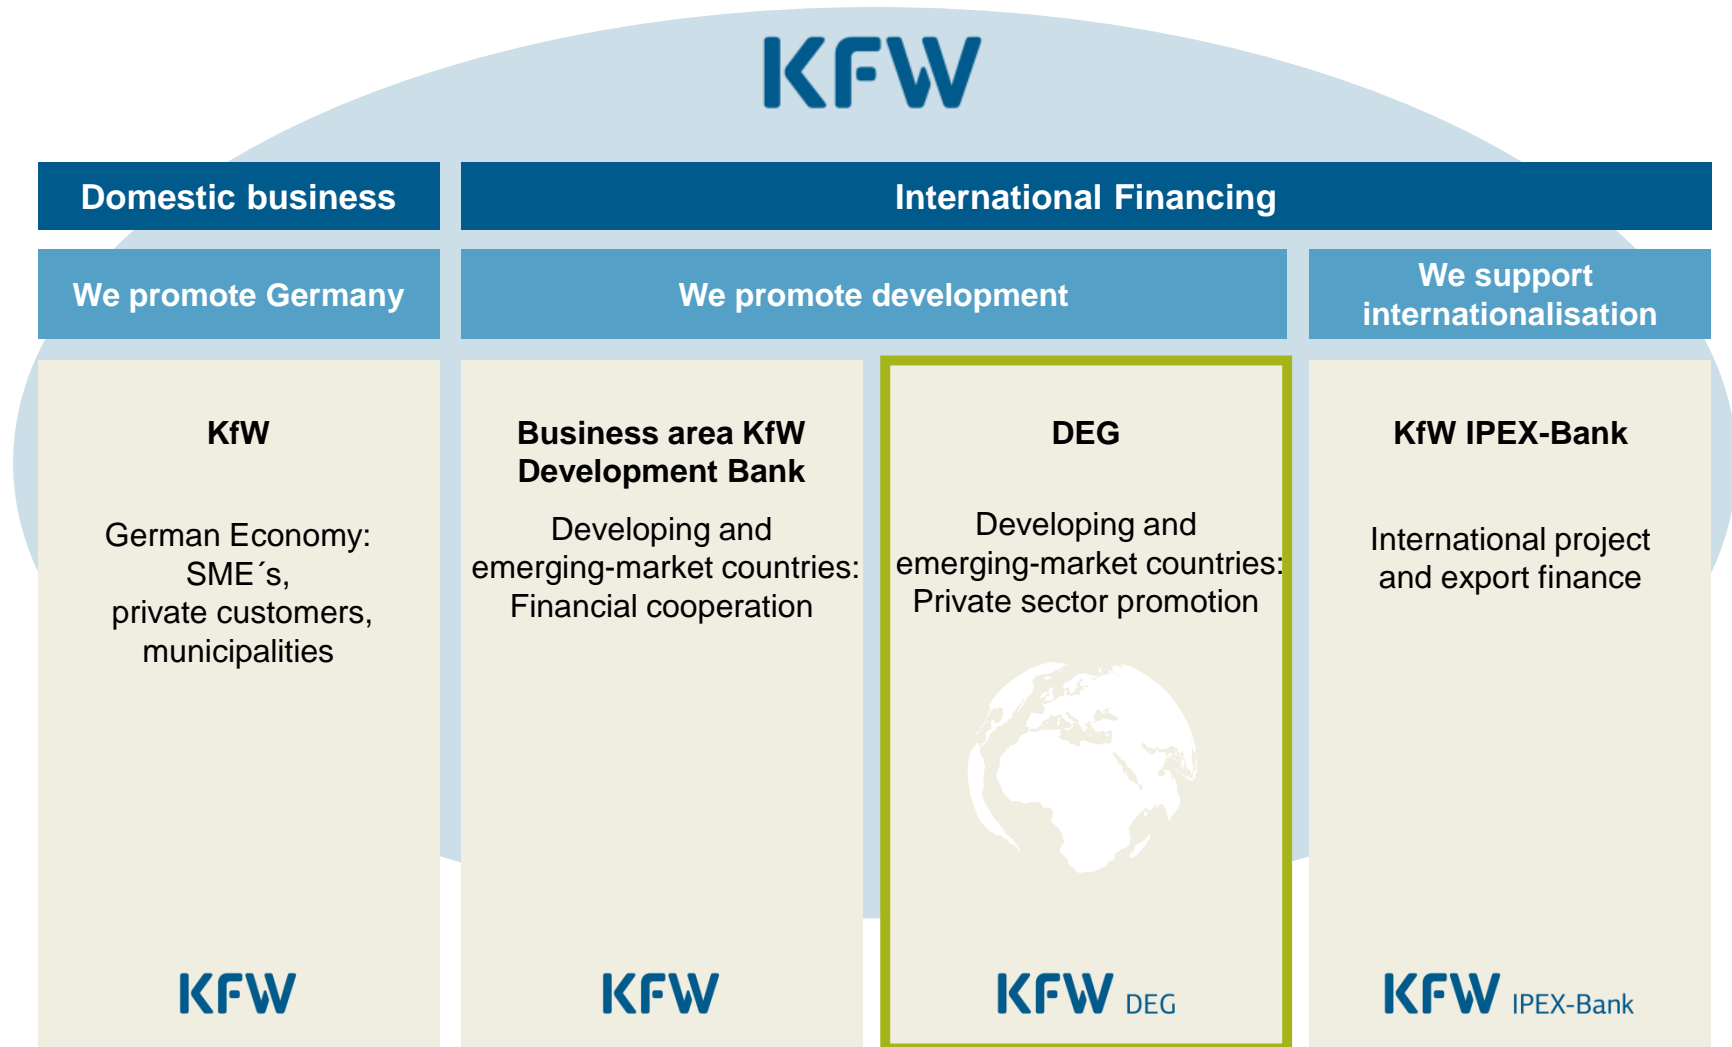 KFW
Domestic business
International Financing
We promote Germany
We promote development
We support
internationalisation
KfW
German Economy:
SME´s,
private customers,
municipalities
KFW
Business area KfW
Development Bank
Developing and
emerging-market countries:
Financial cooperation
KFW
DEG
Developing and
emerging-market countries:
Private sector promotion
KFW DEG
KfW IPEX-Bank
International project
and export finance
KFW IPEX-Bank